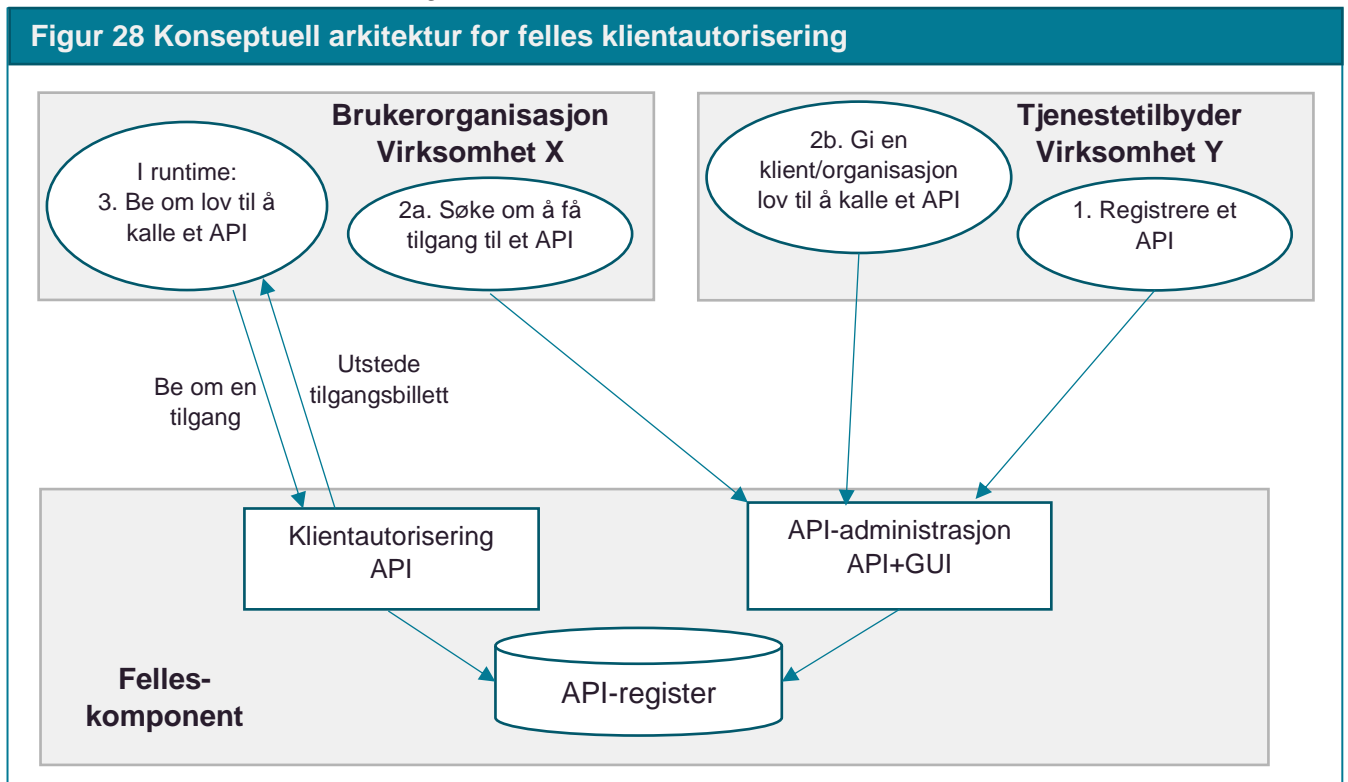 Figur 28 Konseptuell arkitektur for felles klientautorisering
Brukerorganisasjon
Virksomhet X
I runtime:
3. Be om lov til å
kalle et API
2a. Søke om å få
tilgang til et API
Tjenestetilbyder
Virksomhet Y
2b. Gi en
klient/organisasjon
lov til å kalle et API
1. Registrere et
API
Be om en
tilgang
Utstede
tilgangsbillett
Klientautorisering
API
API-administrasjon
API+GUI
API-register
Felles-
komponent